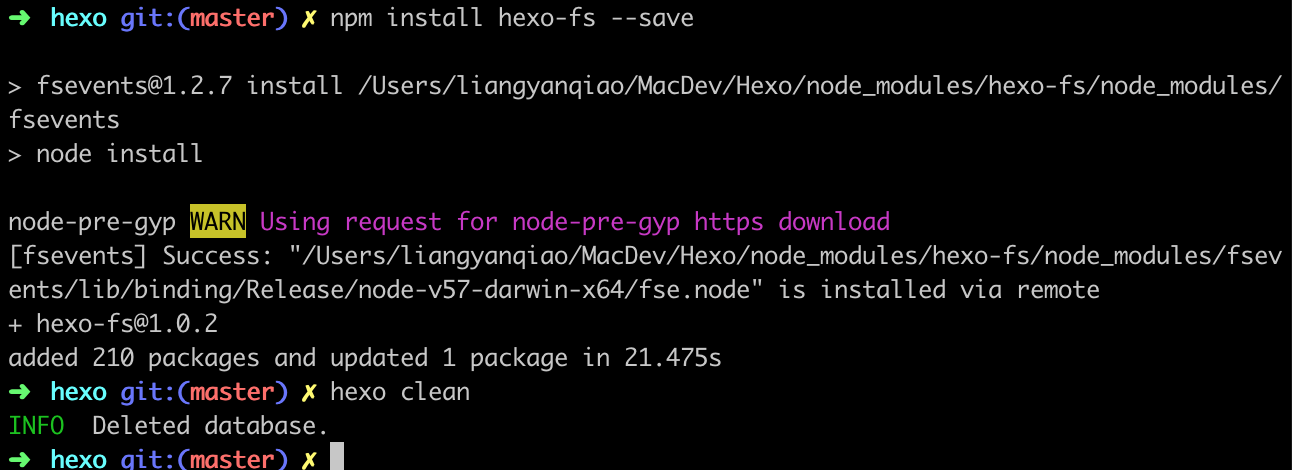 ➜  hexo git:(master) ✗ npm install hexo-fs --save
> fsevents@1.2.7 install /Users/liangyanqiao/MacDev/Hexo/node_modules/hexo-fs/node_modules/
fsevents
> node install
node-pre-gyp WARN Using request for node-pre-gyp https download
[fsevents] Success: "/Users/liangyanqiao/MacDev/Hexo/node_modules/hexo-fs/node_modules/fsev
ents/lib/binding/Release/node-v57-darwin-x64/fse.node" is installed via remote
+ hexo-fs@1.0.2
added 210 packages and updated 1 package in 21.475s
➜  hexo git:(master) ✗ hexo clean
INFO  Deleted database.
➜  hexo git:(master) ✗